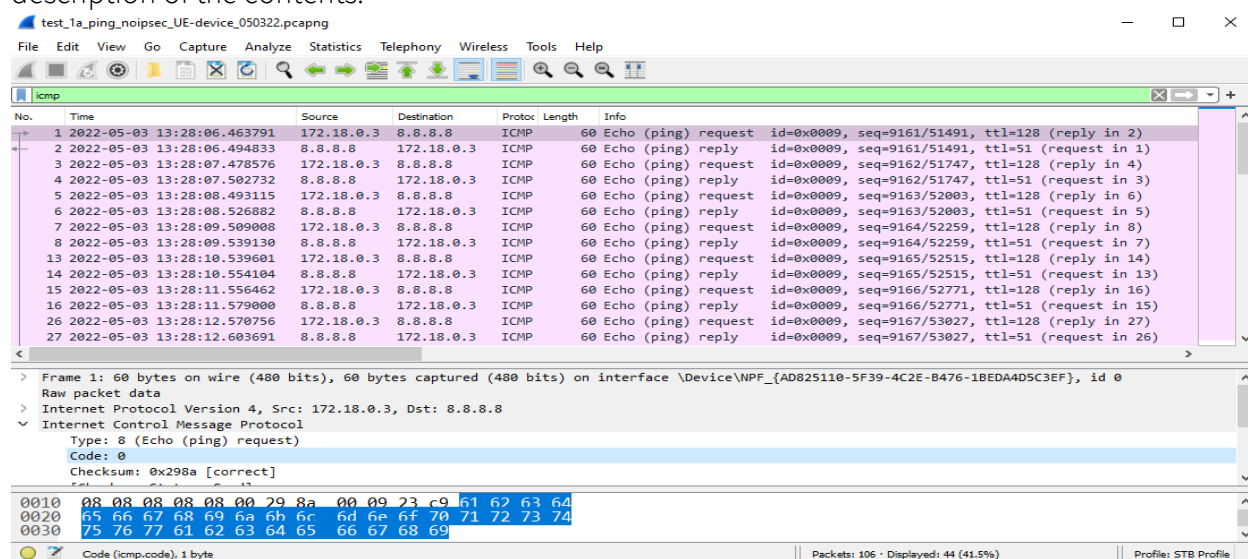 description of the contents.
test_1a_ping_noipsec_UE-device_050322.pcapng
File Edit View Go Capture Analyze Statistics Telephony Wireless Tools Help
icmp
No. Time Source Destination Protoc Length Info
1 2022-05-03 13:28:06.463791 172.18.0.3 8.8.8.8 ICMP 60 Echo (ping) request id=0x0009, seq=9161/51491, ttl=128 (reply in 2)
2 2022-05-03 13:28:06.494833 8.8.8.8 172.18.0.3 ICMP 60 Echo (ping) reply id=0x0009, seq=9161/51491, ttl=51 (request in 1)
3 2022-05-03 13:28:07.478576 172.18.0.3 8.8.8.8 ICMP 60 Echo (ping) request id=0x0009, seq=9162/51747, ttl=128 (reply in 4)
4 2022-05-03 13:28:07.502732 8.8.8.8 172.18.0.3 ICMP 60 Echo (ping) reply id=0x0009, seq=9162/51747, ttl=51 (request in 3)
5 2022-05-03 13:28:08.493115 172.18.0.3 8.8.8.8 ICMP 60 Echo (ping) request id=0x0009, seq=9163/52003, ttl=128 (reply in 6)
6 2022-05-03 13:28:08.526882 8.8.8.8 172.18.0.3 ICMP 60 Echo (ping) reply id=0x0009, seq=9163/52003, ttl=51 (request in 5)
7 2022-05-03 13:28:09.509008 172.18.0.3 8.8.8.8 ICMP 60 Echo (ping) request id=0x0009, seq=9164/52259, ttl=128 (reply in 8)
8 2022-05-03 13:28:09.539130 8.8.8.8 172.18.0.3 ICMP 60 Echo (ping) reply id=0x0009, seq=9164/52259, ttl=51 (request in 7)
13 2022-05-03 13:28:10.539601 172.18.0.3 8.8.8.8 ICMP 60 Echo (ping) request id=0x0009, seq=9165/52515, ttl=128 (reply in 14)
14 2022-05-03 13:28:10.554104 8.8.8.8 172.18.0.3 ICMP 60 Echo (ping) reply id=0x0009, seq=9165/52515, ttl=51 (request in 13)
15 2022-05-03 13:28:11.556462 172.18.0.3 8.8.8.8 ICMP 60 Echo (ping) request id=0x0009, seq=9166/52771, ttl=128 (reply in 16)
16 2022-05-03 13:28:11.579000 8.8.8.8 172.18.0.3 ICMP 60 Echo (ping) reply id=0x0009, seq=9166/52771, ttl=51 (request in 15)
26 2022-05-03 13:28:12.570756 172.18.0.3 8.8.8.8 ICMP 60 Echo (ping) request id=0x0009, seq=9167/53027, ttl=128 (reply in 27)
27 2022-05-03 13:28:12.603691 8.8.8.8 172.18.0.3 ICMP 60 Echo (ping) reply id=0x0009, seq=9167/53027, ttl=51 (request in 26)
Frame 1: 60 bytes on wire (480 bits), 60 bytes captured (480 bits) on interface \Device\NPF_{AD825110-5F39-4C2E-B476-1BEDA4D5C3EF}, id 0
Raw packet data
Internet Protocol Version 4, Src: 172.18.0.3, Dst: 8.8.8.8
Internet Control Message Protocol
Type: 8 (Echo (ping) request)
Code: 0
Checksum: 0x298a [correct]
0010 08 08 08 08 08 00 29 8a 00 09 23 c9 61 62 63 64
0020 65 66 67 68 69 6a 6b 6c 6d 6e 6f 70 71 72 73 74
0030 75 76 77 61 62 63 64 65 66 67 68 69
Code (icmp.code), 1 byte Packets: 106 · Displayed: 44 (41.5%) Profile: STB Profile